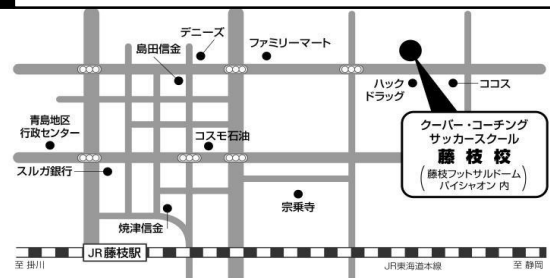 デニーズ
島田信金
ファミリーマート
ハック
ドラッグ
ココス
青島地区
行政センター
コスモ石油
スルガ銀行
クーバー・コーチング
サッカースクール
藤枝校
(藤枝フットサルドーム
バイシャオン 内)
宗乗寺
焼津信金
JR藤枝駅
至 掛川
JR東海道本線
至 静岡